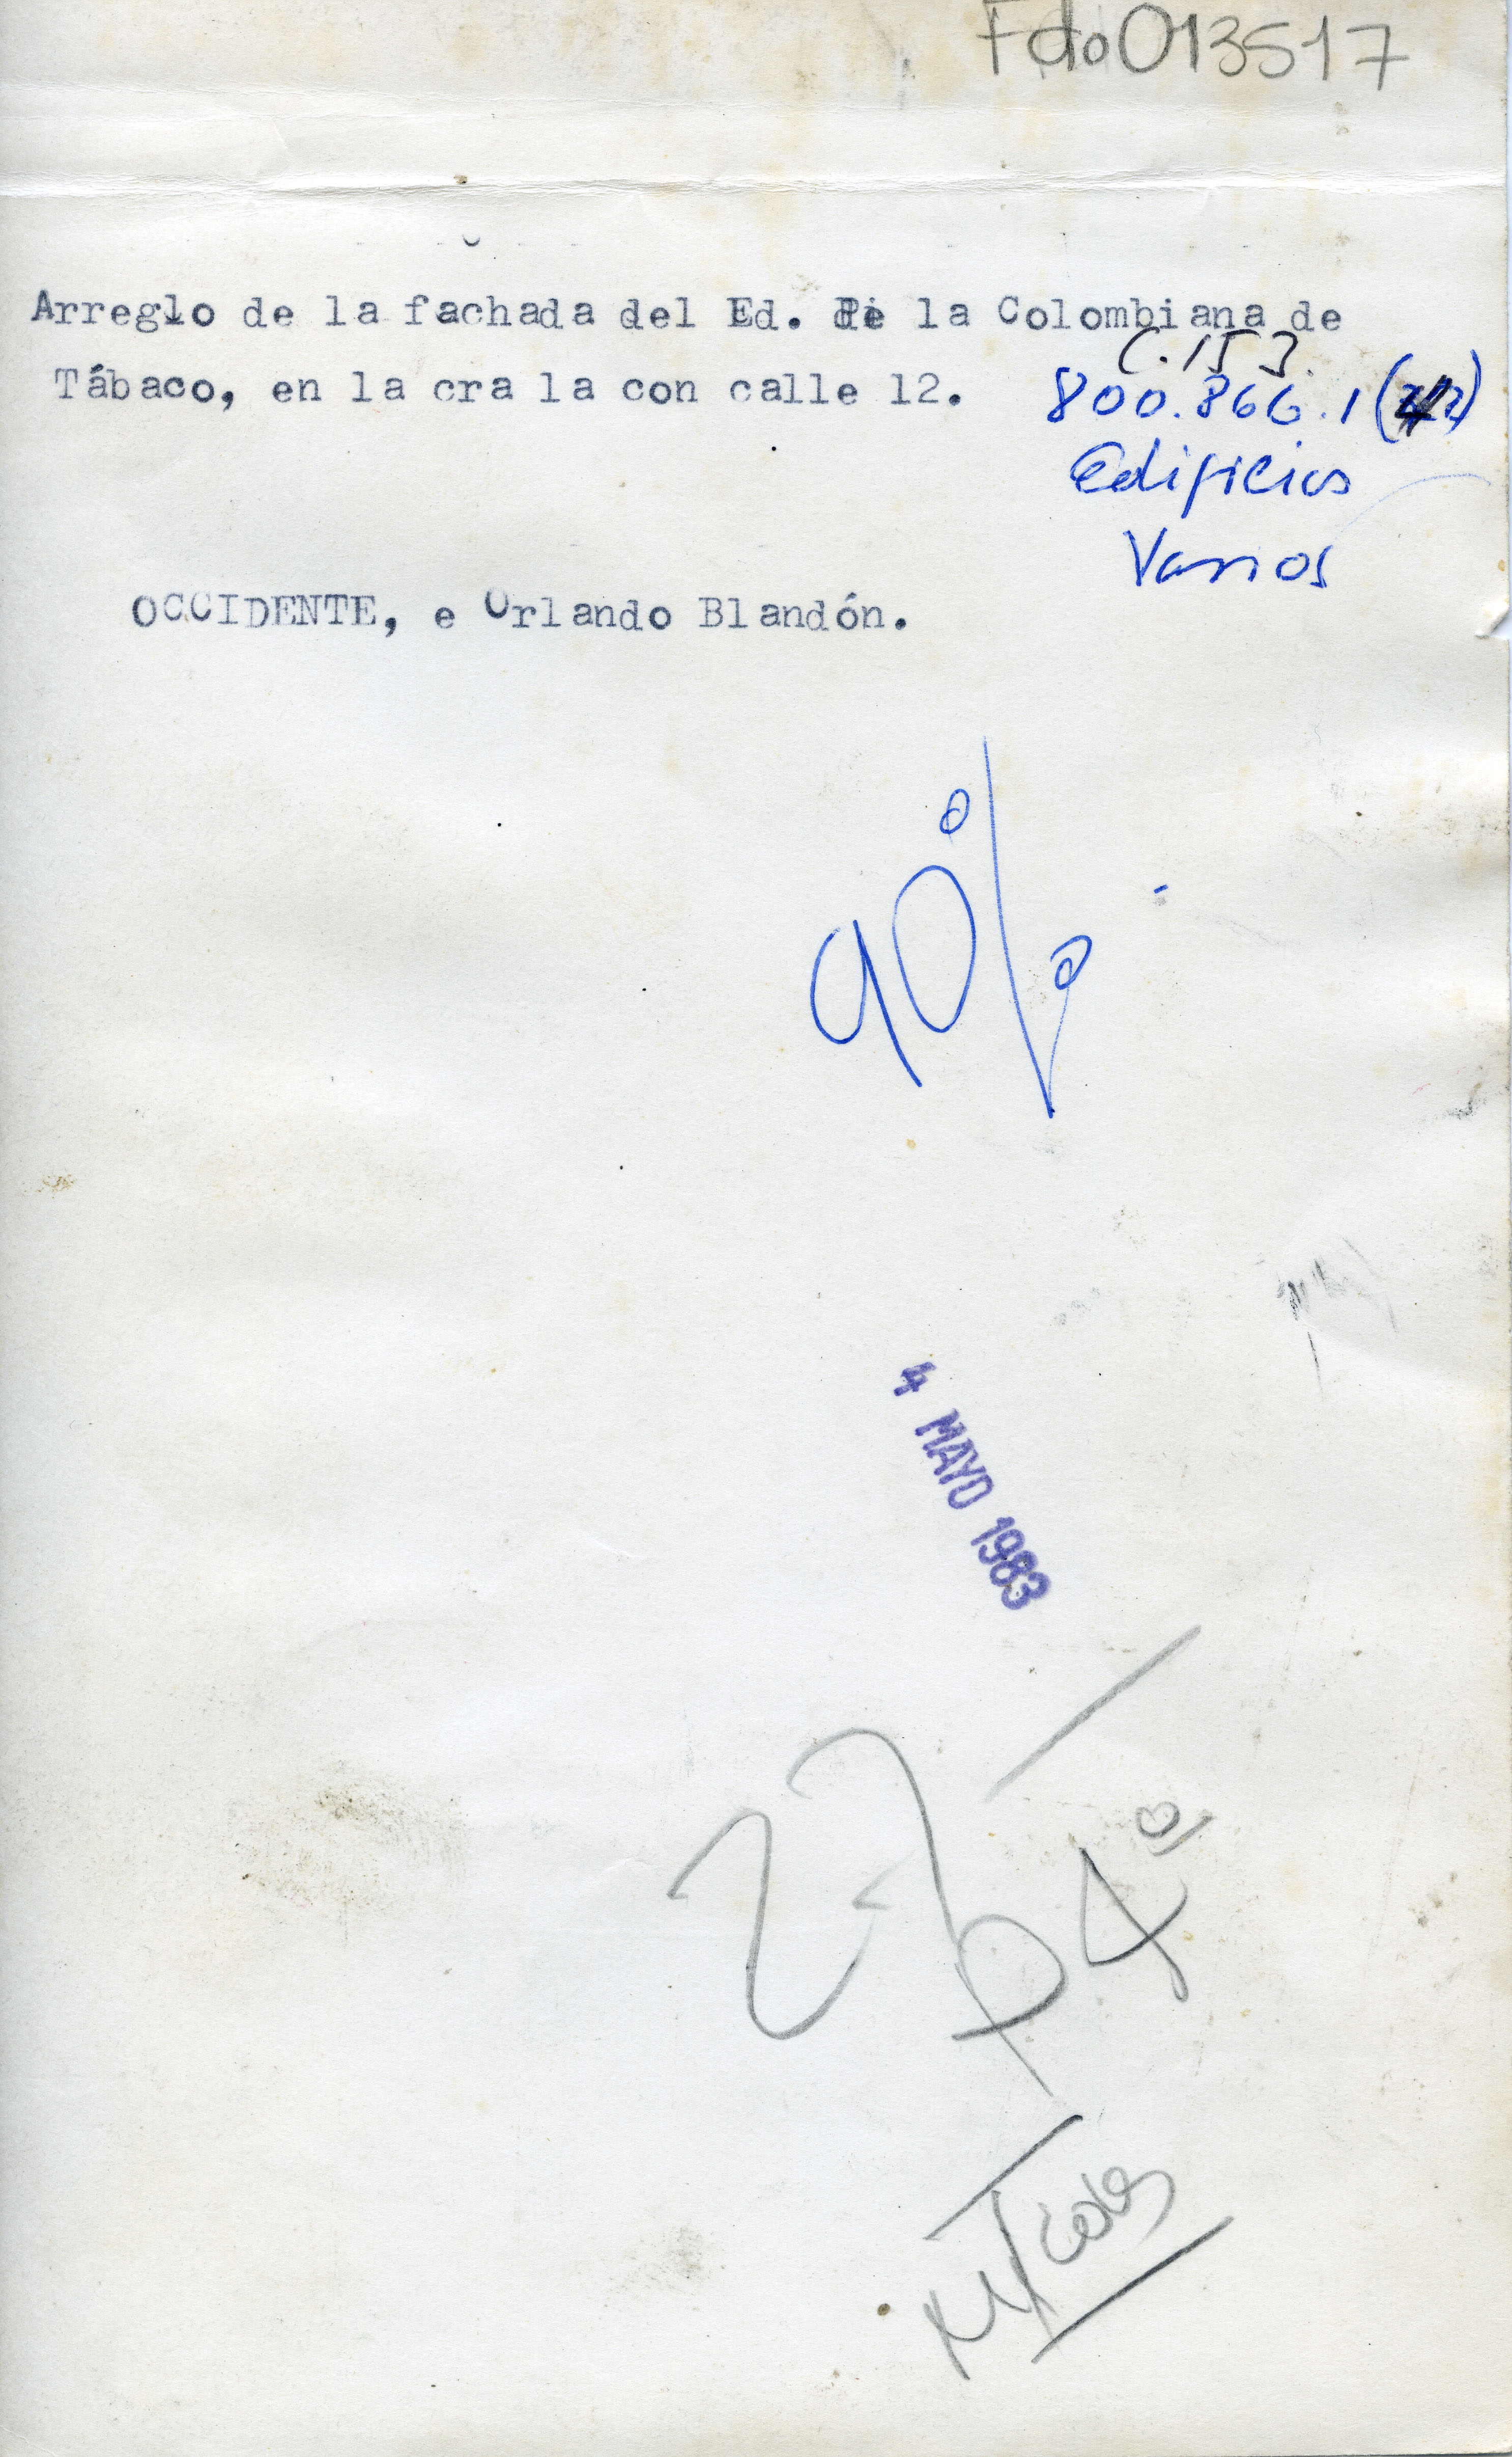 Fdo013517
Arreglo de la fachada del Ed. de la Colombiana de
Tábaco, en la cra la con calle 12.
C.153.
800.866.1
Edificios
Varios
OCCIDENTE, e Orlando Blandón.
90%
4 MAYO 1983